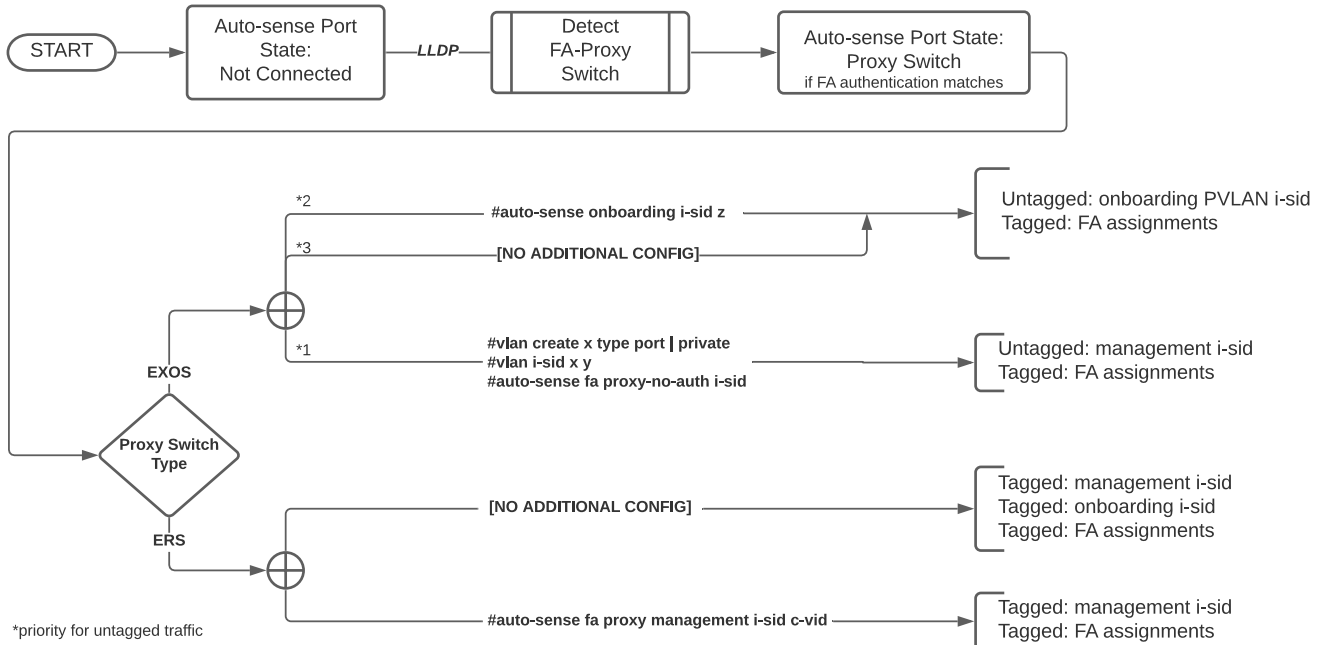 START
Auto-sense Port
State:
Not Connected
LLDP
Detect
FA-Proxy
Switch
Auto-sense Port State:
Proxy Switch
if FA authentication matches
*2
#auto-sense onboarding i-sid z
Untagged: onboarding PVLAN i-sid
Tagged: FA assignments
*3
[NO ADDITIONAL CONFIG]
*1
#vlan create x type port | private
#vlan i-sid x y
#auto-sense fa proxy-no-auth i-sid
Untagged: management i-sid
Tagged: FA assignments
EXOS
Proxy Switch
Type
ERS
[NO ADDITIONAL CONFIG]
Tagged: management i-sid
Tagged: onboarding i-sid
Tagged: FA assignments
#auto-sense fa proxy management i-sid c-vid
Tagged: management i-sid
Tagged: FA assignments
*priority for untagged traffic